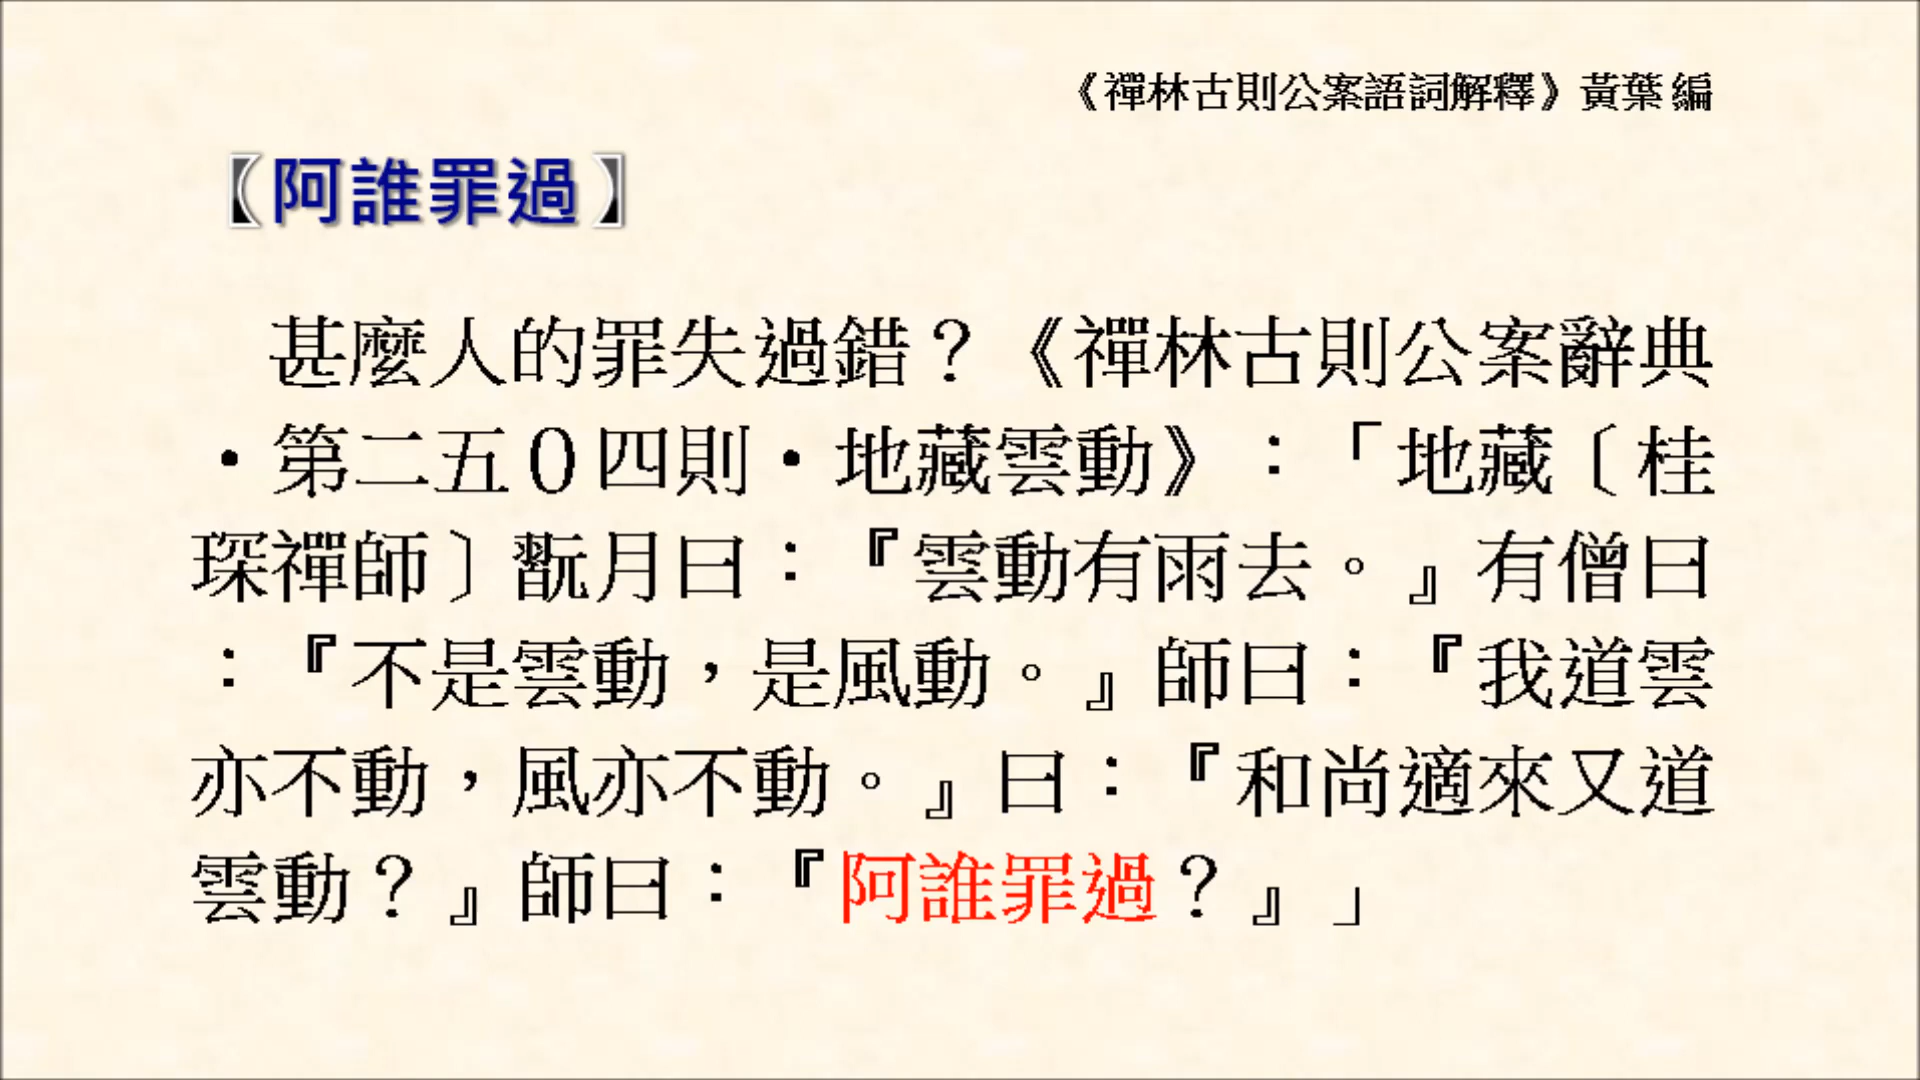 《禪林古則公案語詞解釋》黃葉 編
〖阿誰罪過〗
甚麼人的罪失過錯？《禪林古則公案辭典
・第二五０四則・地藏雲動》：「地藏〔桂
琛禪師〕翫月曰：『雲動有雨去。』有僧曰
：『不是雲動，是風動。』師曰：『我道雲
亦不動，風亦不動。』曰：『和尚適來又道
雲動？』師曰：『阿誰罪過？』」